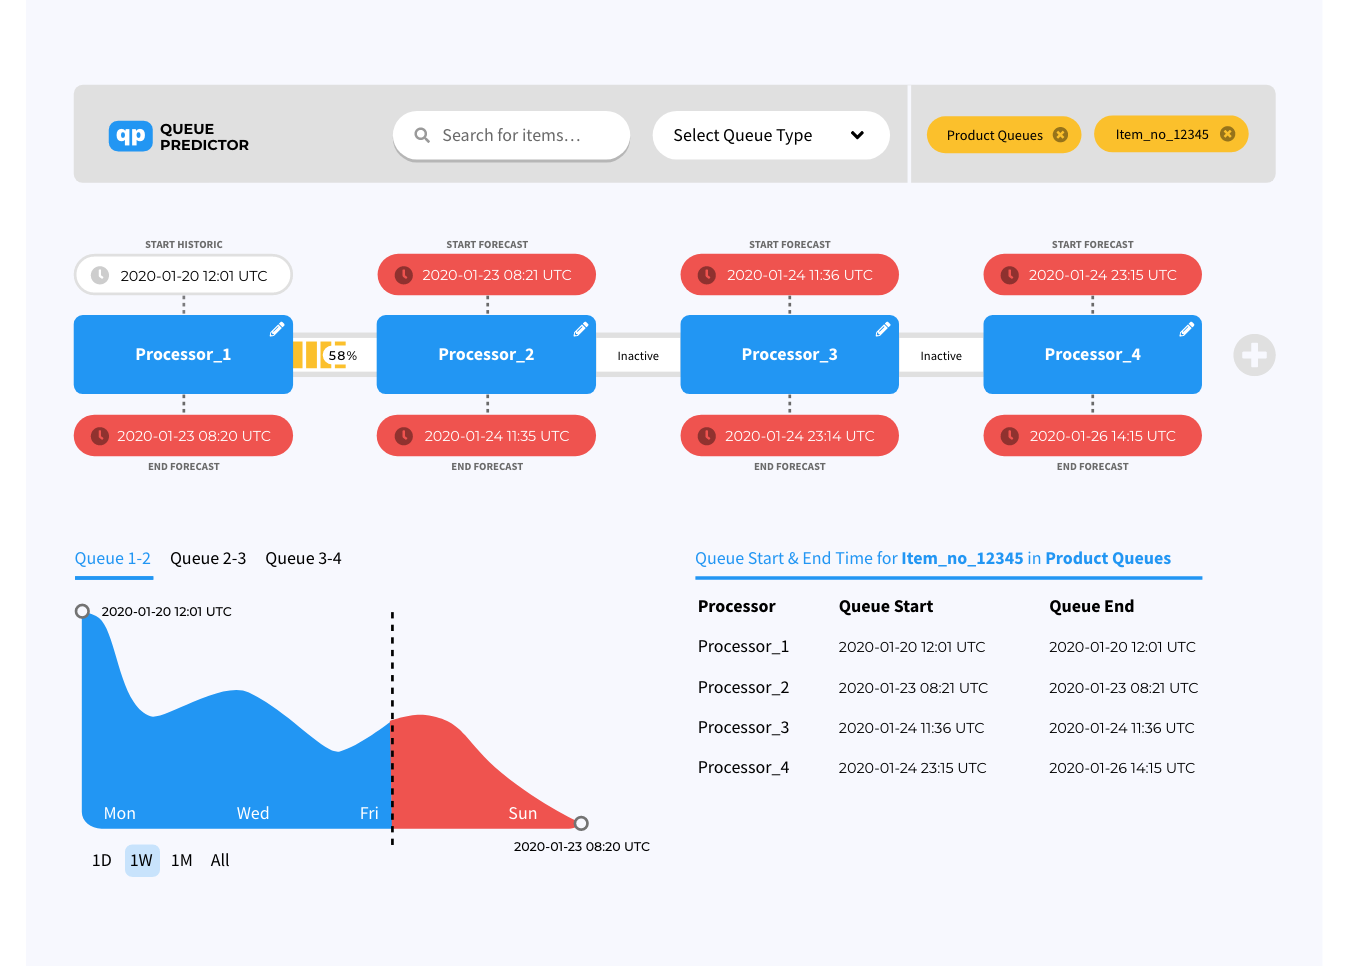 qp
QUEUE
PREDICTOR
Search for items...
Select Queue Type
Product Queues
Item_no_12345
START HISTORIC
START FORECAST
START FORECAST
START FORECAST
2020-01-20 12:01 UTC
2020-01-23 08:21 UTC
2020-01-24 11:36 UTC
2020-01-24 23:15 UTC
Processor_1
58%
Processor_2
Inactive
Processor_3
Inactive
Processor_4
2020-01-23 08:20 UTC
2020-01-24 11:35 UTC
2020-01-24 23:14 UTC
2020-01-26 14:15 UTC
END FORECAST
END FORECAST
END FORECAST
END FORECAST
Queue 1-2
Queue 2-3
Queue 3-4
2020-01-20 12:01 UTC
Mon
Wed
Fri
Sun
2020-01-23 08:20 UTC
1D
1W
1M
All
Queue Start & End Time for Item_no_12345 in Product Queues
Processor Queue Start Queue End
Processor_1 2020-01-20 12:01 UTC 2020-01-20 12:01 UTC
Processor_2 2020-01-23 08:21 UTC 2020-01-23 08:21 UTC
Processor_3 2020-01-24 11:36 UTC 2020-01-24 11:36 UTC
Processor_4 2020-01-24 23:15 UTC 2020-01-26 14:15 UTC